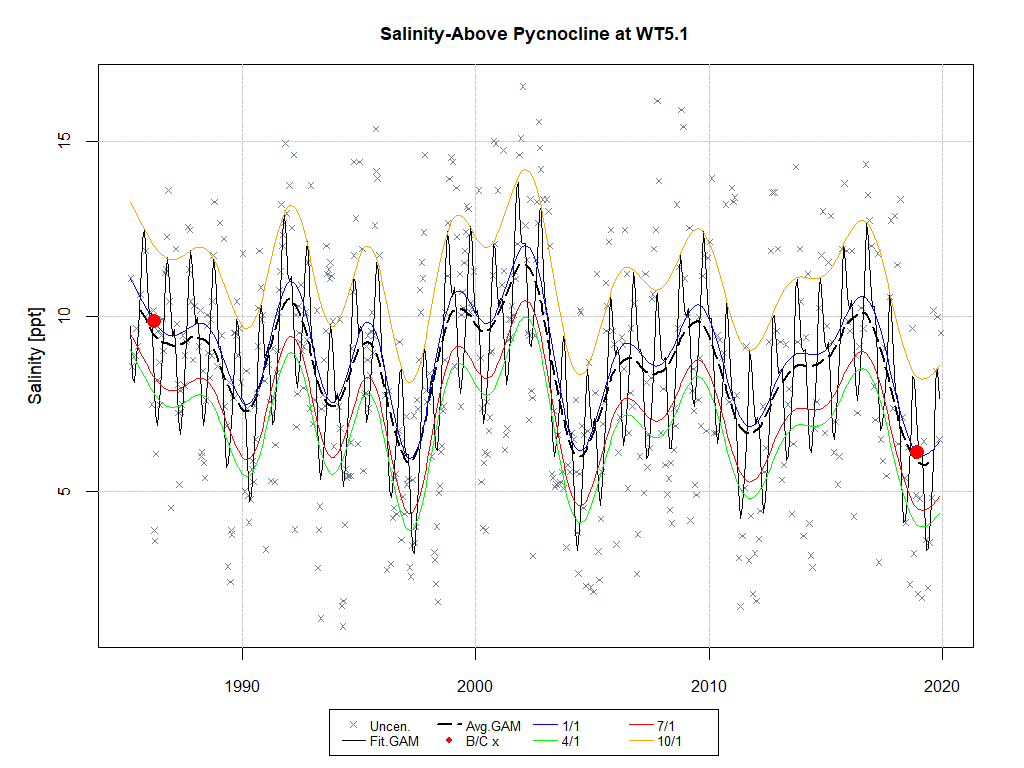 Salinity-Above Pycnocline at WT5.1
15
10
5
Salinity [ppt]
1990 2000 2010 2020
Uncen. Avg.GAM 1/1 7/1
Fit.GAM B/C x 4/1 10/1